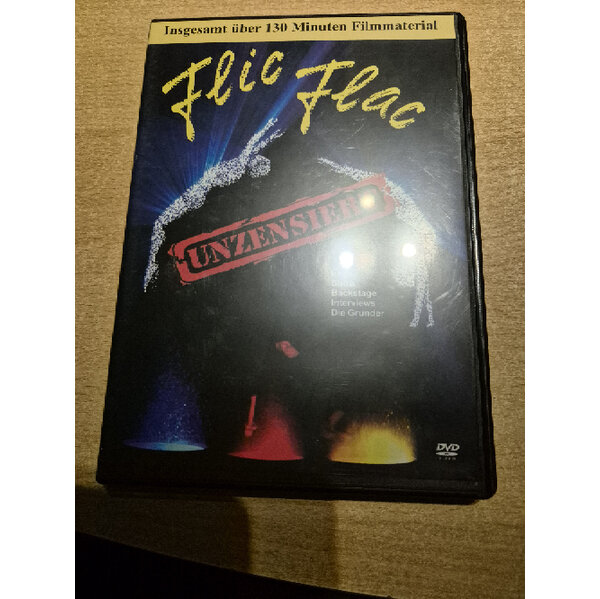 Insgesamt über 130 Minuten Filmmaterial
Flic Flac
UNZENSIERT
Backstage
Interviews
Die Gründer
DVD